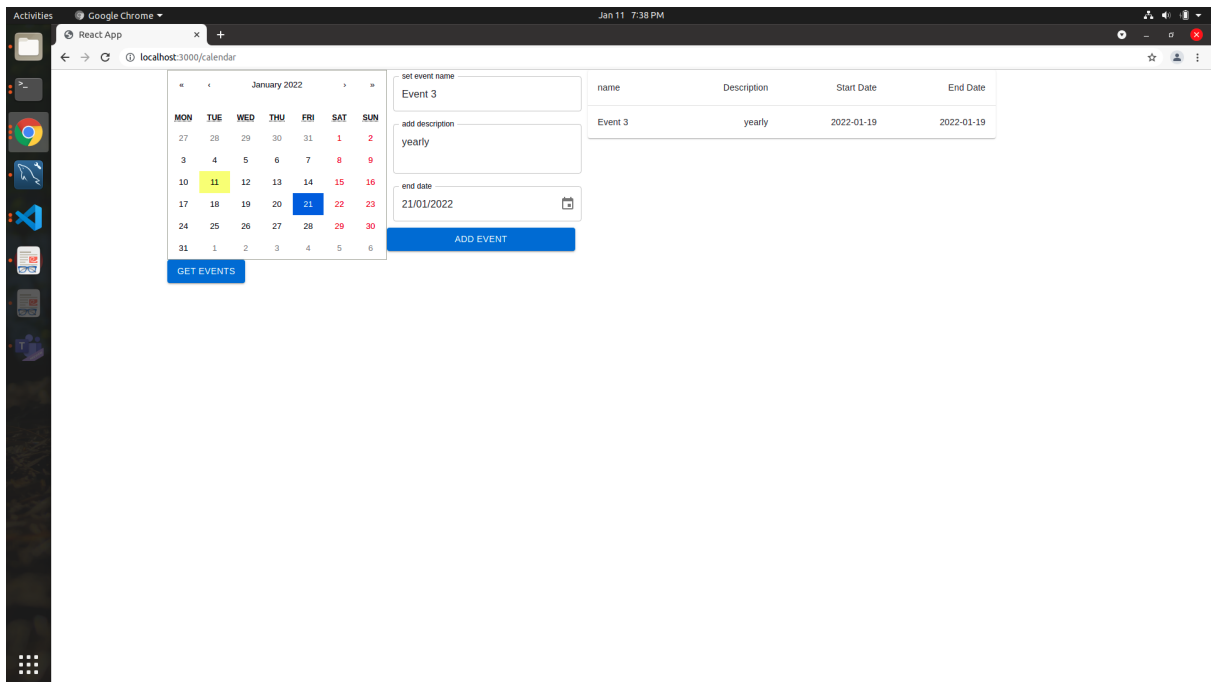 Activities Google Chrome Jan 11 7:38 PM
React App
localhost:3000/calendar
« ‹ January 2022 › »
MON TUE WED THU FRI SAT SUN
27 28 29 30 31 1 2
3 4 5 6 7 8 9
10 11 12 13 14 15 16
17 18 19 20 21 22 23
24 25 26 27 28 29 30
31 1 2 3 4 5 6
GET EVENTS
set event name
Event 3
add description
yearly
end date
21/01/2022
ADD EVENT
name Description Start Date End Date
Event 3 yearly 2022-01-19 2022-01-19